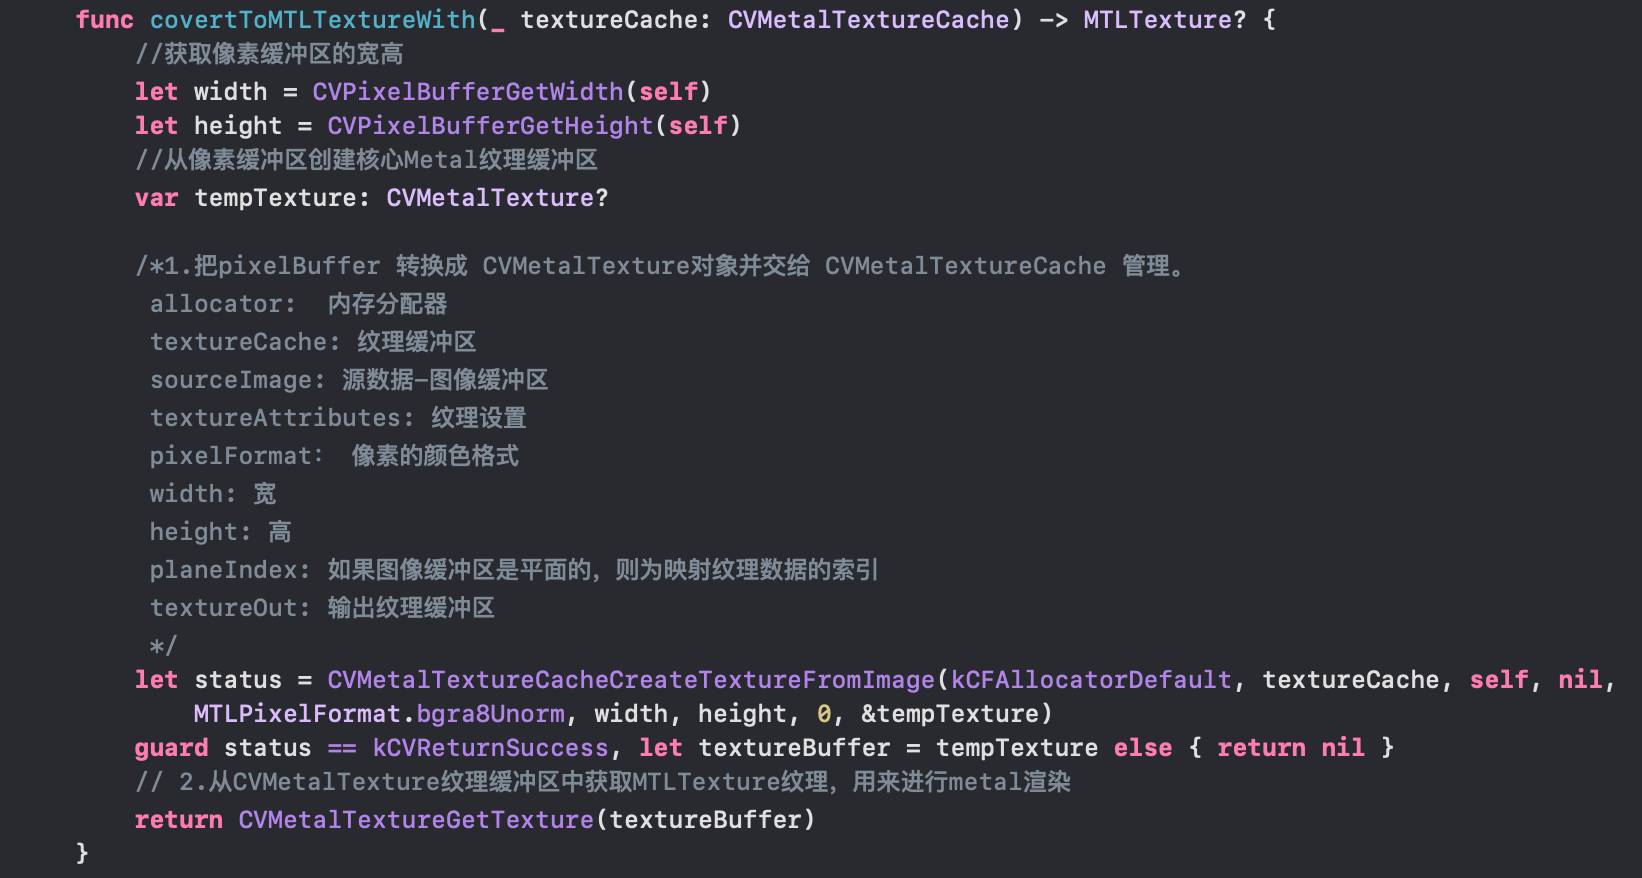 func covertToMTLTextureWith(_ textureCache: CVMetalTextureCache) -> MTLTexture? {
//获取像素缓冲区的宽高
let width = CVPixelBufferGetWidth(self)
let height = CVPixelBufferGetHeight(self)
//从像素缓冲区创建核心Metal纹理缓冲区
var tempTexture: CVMetalTexture?
/*1.把pixelBuffer 转换成 CVMetalTexture对象并交给 CVMetalTextureCache 管理。
allocator: 内存分配器
textureCache: 纹理缓冲区
sourceImage: 源数据-图像缓冲区
textureAttributes: 纹理设置
pixelFormat: 像素的颜色格式
width: 宽
height: 高
planeIndex: 如果图像缓冲区是平面的，则为映射纹理数据的索引
textureOut: 输出纹理缓冲区
*/
let status = CVMetalTextureCacheCreateTextureFromImage(kCFAllocatorDefault, textureCache, self, nil,
MTLPixelFormat.bgra8Unorm, width, height, 0, &tempTexture)
guard status == kCVReturnSuccess, let textureBuffer = tempTexture else { return nil }
// 2.从CVMetalTexture纹理缓冲区中获取MTLTexture纹理，用来进行metal渲染
return CVMetalTextureGetTexture(textureBuffer)
}